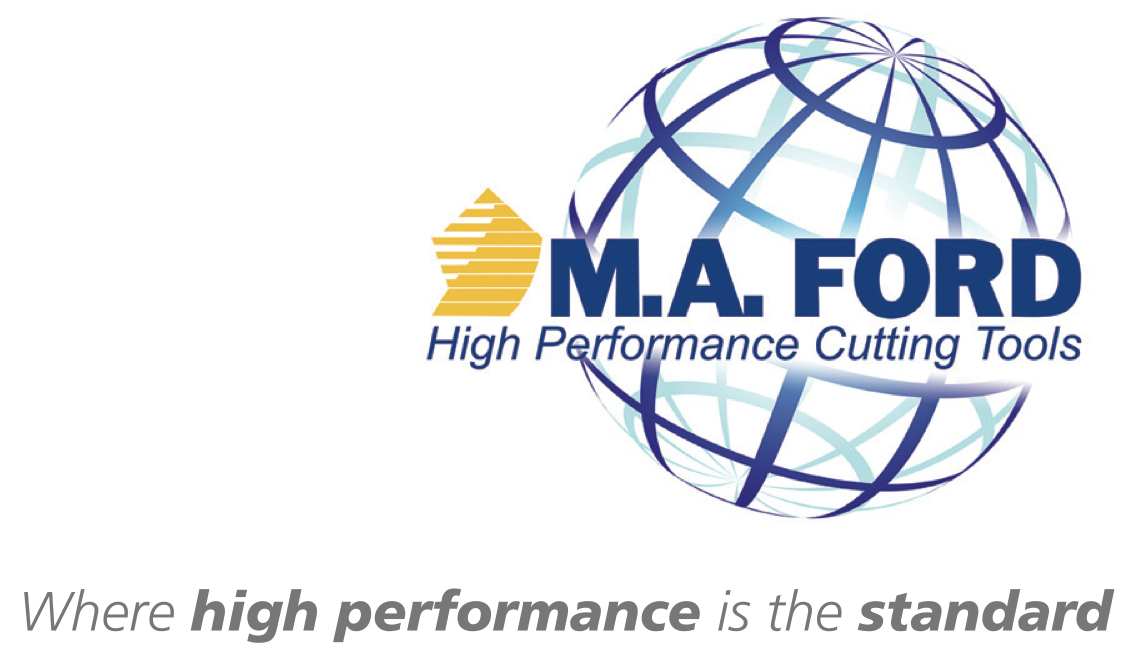 M.A. FORD
High Performance Cutting Tools
Where high performance is the standard